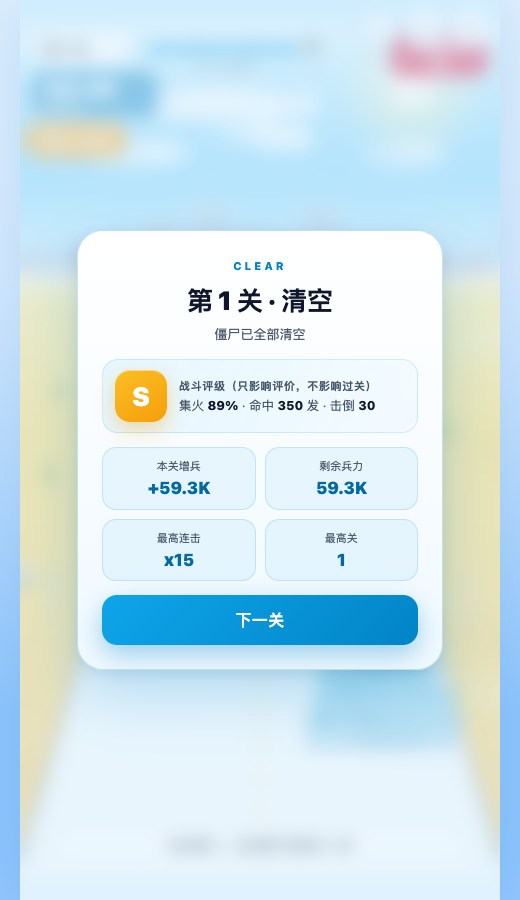 CLEAR
第 1 关 · 清空
僵尸已全部清空
S
战斗评级（只影响评价，不影响过关）
集火 89% · 命中 350 发 · 击倒 30
本关增兵
剩余兵力
+59.3K
59.3K
最高连击
最高关
x15
1
下一关